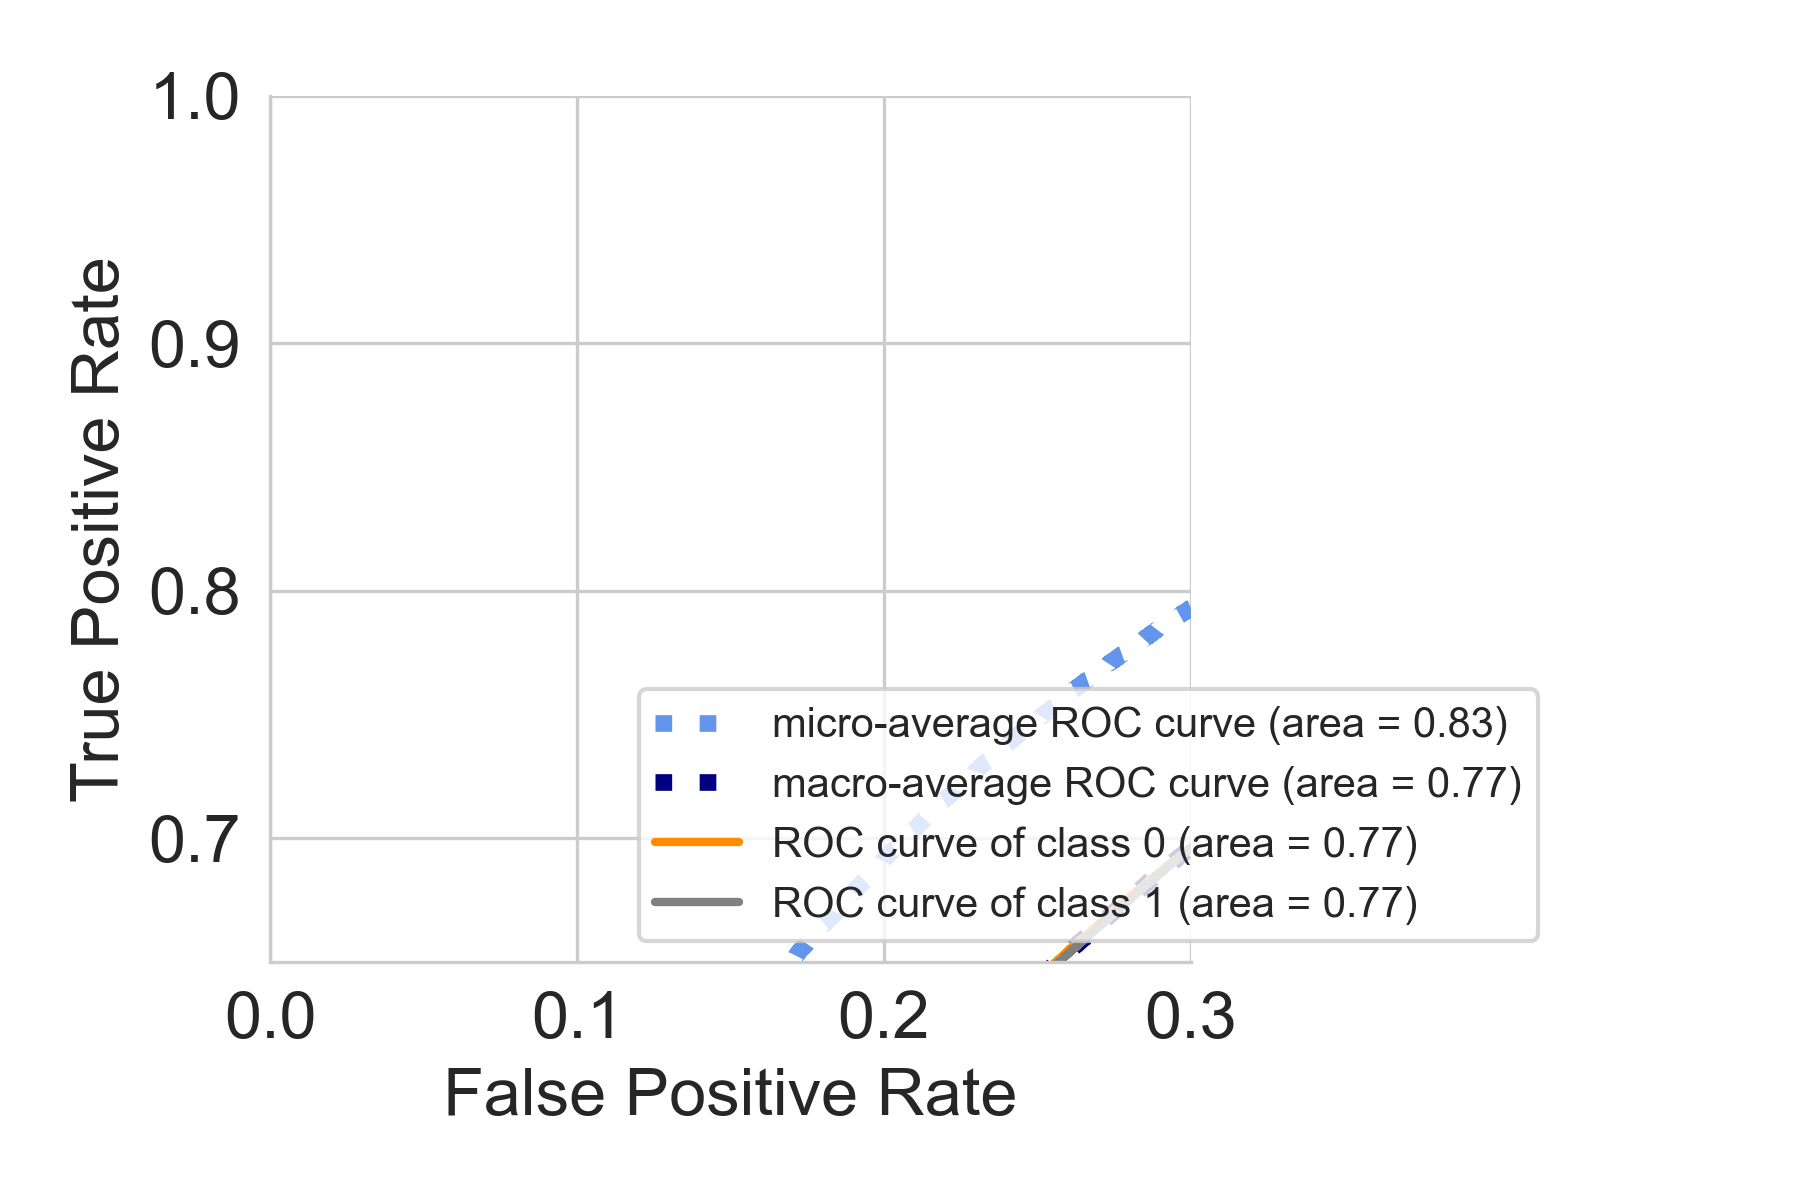 1.0
0.9
0.8
0.7
True Positive Rate
micro-average ROC curve (area = 0.83)
macro-average ROC curve (area = 0.77)
ROC curve of class 0 (area = 0.77)
ROC curve of class 1 (area = 0.77)
0.0 0.1 0.2 0.3
False Positive Rate